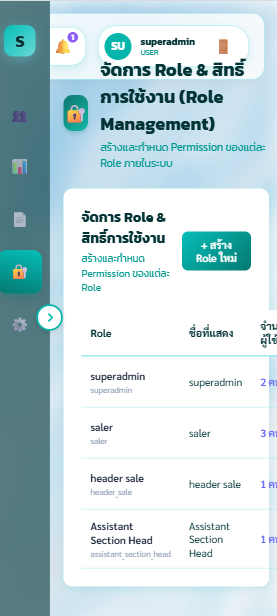 S
1
SU
superadmin
USER
จัดการ Role & สิทธิ์
การใช้งาน (Role
Management)
สร้างและกำหนด Permission ของแต่ละ
Role ภายในระบบ
จัดการ Role &
สิทธิ์การใช้งาน
สร้างและกำหนด
Permission ของแต่ละ
Role
+ สร้าง
Role ใหม่
Role
ชื่อที่แสดง
superadmin
superadmin
superadmin
2
saler
saler
saler
3
header sale
header_sale
header sale
1
Assistant
Section Head
assistant_section_head
Assistant
Section
Head
1